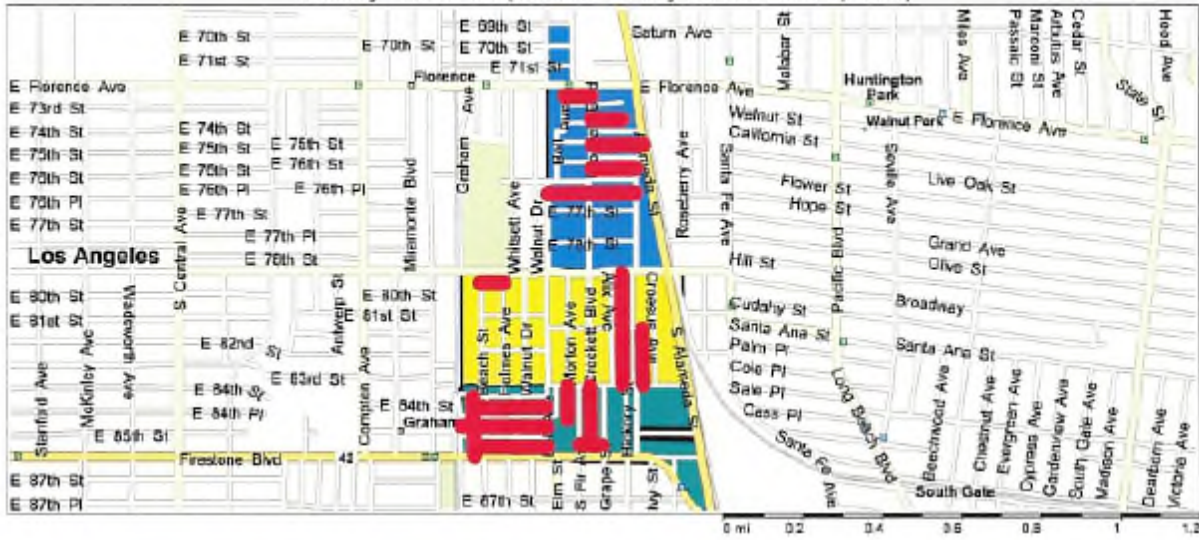 E 70th St
E 71st St
E Florence Ave
E 73rd St
E 74th St
E 75th St
E 76th St
E 76th Pl
E 77th St
Los Angeles
E 80th St
E 81st St
Stanford Ave
McKinley Ave
Wadsworth Ave
E 85th St
E 87th St
E 87th Pl
S Central Ave
E 74th St
E 75th St
E 76th St
E 76th Pl
E 77th St
E 77th Pl
E 78th St
E 82nd St
E 83rd St
E 84th St
E 84th Pl
Firestone Blvd
42
E 75th St
E 76th St
E 76th Pl
Antwerp St
Compton Ave
E 70th St
Miramonte Blvd
E 80th St
E 81st St
E 84th St
Graham
E 69th St
E 70th St
E 71st St
Florence
Graham Ave
Whitsett Ave
Walnut Dr
E 77th St
E 78th St
Beach St
Holmes Ave
Walnut Dr
Morton Ave
Crockett Blvd
Croesus Ave
S Alameda St
E 87th St
Elm St
S Fir
Grape
Hickory
Ivy St
Saturn Ave
E Florence Ave
Roseberry Ave
Santa Fe Ave
Malabar St
Walnut St
California St
Flower St
Hope St
Hill St
Cudahy St
Santa Ana St
Palm Pl
Cole Pl
Sale Pl
Cass Pl
Santa Fe Ave
Pacific Blvd
Long Beach Blvd
Huntington
Park
Walnut Park
E Florence Ave
Seville Ave
Live Oak St
Grand Ave
Olive St
Broadway
Santa Ana St
Miles Ave
Passaic St
Marconi St
Arbutus Ave
Cedar St
State St
Hood Ave
Beechwood Ave
Chestnut Ave
Evergreen Ave
Cypress Ave
Gardenview Ave
South Gate Ave
Madison Ave
Dearborn Ave
Victoria Ave
South Gate
0 mi 0.2 0.4 0.6 0.8 1 1.2